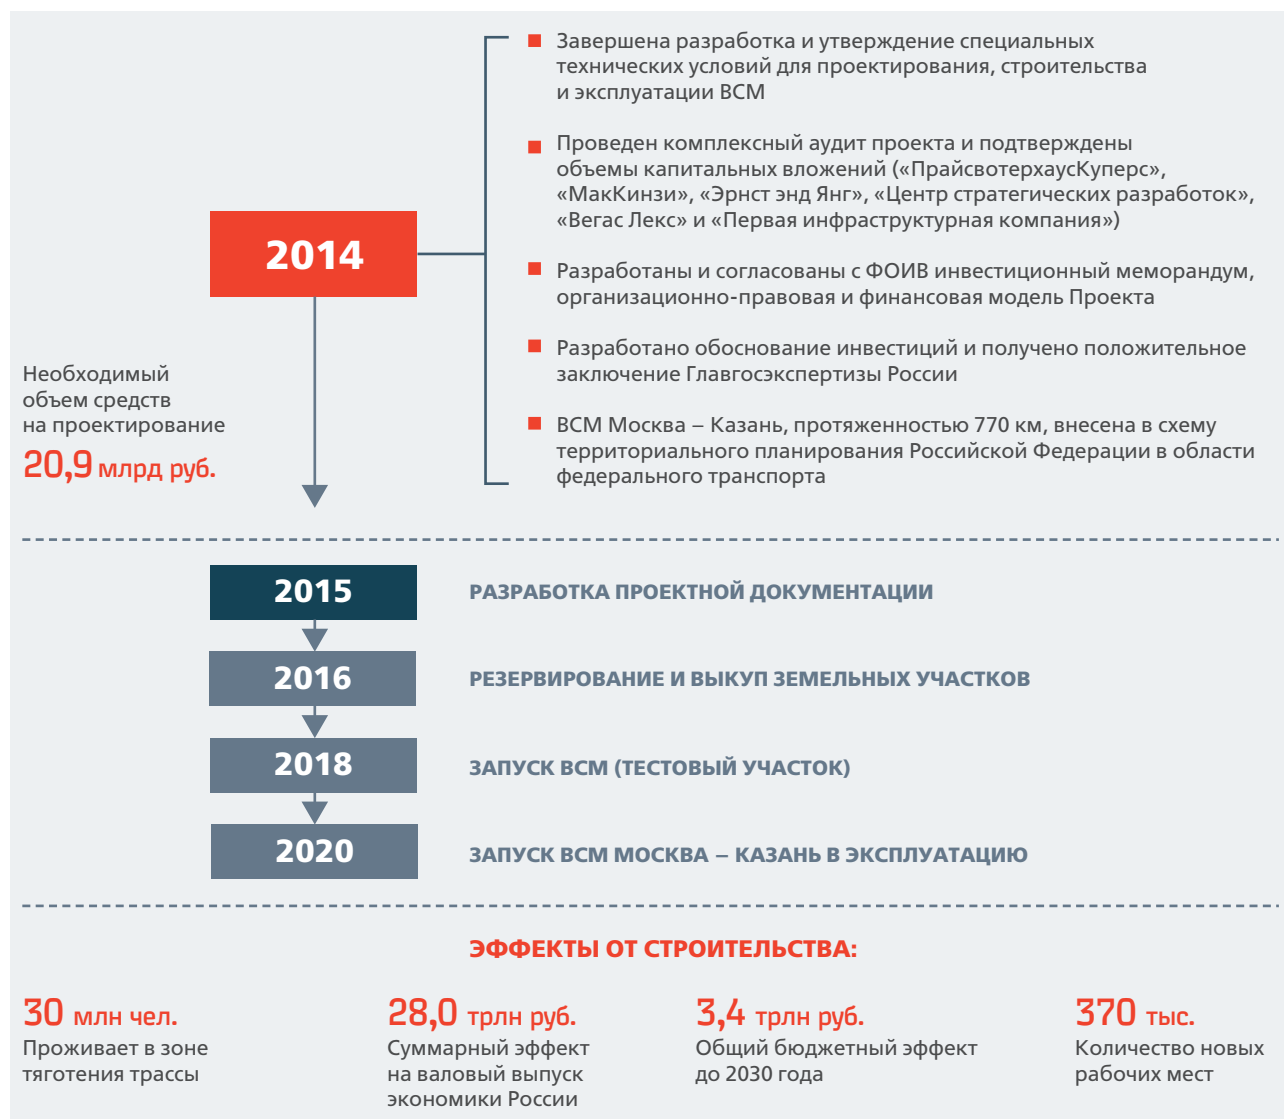 Завершена разработка и утверждение специальных
технических условий для проектирования, строительства
и эксплуатации ВСМ
Проведен комплексный аудит проекта и подтверждены
объемы капитальных вложений («ПрайсвотерхаусКуперс»,
«МакКинзи», «Эрнст энд Янг», «Центр стратегических разработок»,
«Вегас Лекс» и «Первая инфраструктурная компания»)
2014
Разработаны и согласованы с ФОИВ инвестиционный меморандум,
организационно-правовая и финансовая модель Проекта
Разработано обоснование инвестиций и получено положительное
заключение Главгосэкспертизы России
ВСМ Москва – Казань, протяженностью 770 км, внесена в схему
территориального планирования Российской Федерации в области
федерального транспорта
Необходимый
объем средств
на проектирование
20,9 млрд руб.
2015
РАЗРАБОТКА ПРОЕКТНОЙ ДОКУМЕНТАЦИИ
2016
РЕЗЕРВИРОВАНИЕ И ВЫКУП ЗЕМЕЛЬНЫХ УЧАСТКОВ
2018
ЗАПУСК ВСМ (ТЕСТОВЫЙ УЧАСТОК)
2020
ЗАПУСК ВСМ МОСКВА – КАЗАНЬ В ЭКСПЛУАТАЦИЮ
ЭФФЕКТЫ ОТ СТРОИТЕЛЬСТВА:
30 млн чел.
Проживает в зоне
тяготения трассы
28,0 трлн руб.
Суммарный эффект
на валовый выпуск
экономики России
3,4 трлн руб.
Общий бюджетный эффект
до 2030 года
370 тыс.
Количество новых
рабочих мест